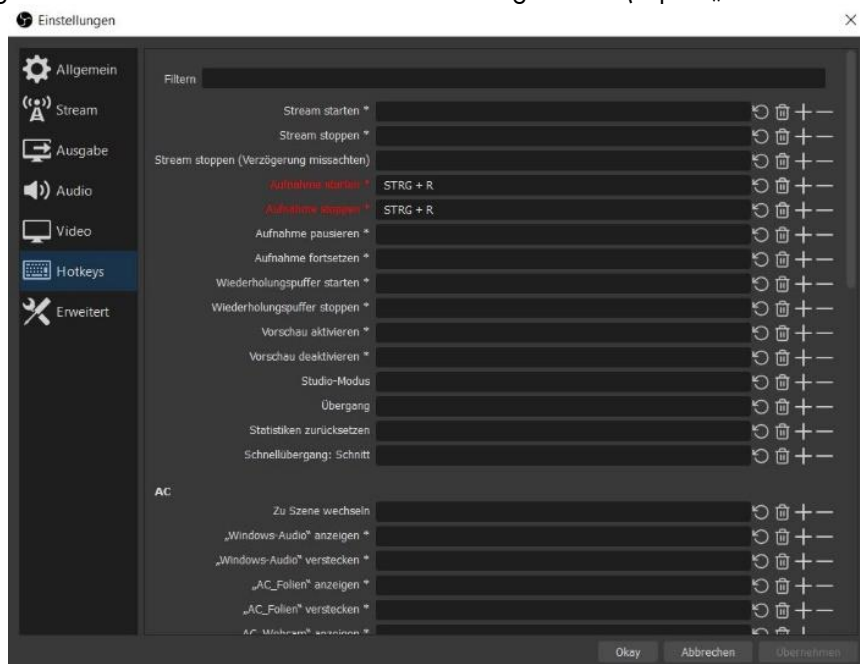 Einstellungen
Allgemein
Stream
Ausgabe
Audio
Video
Hotkeys
Erweitert
Filtern
Stream starten *
Stream stoppen *
Stream stoppen (Verzögerung missachten)
Aufnahme starten * STRG + R
Aufnahme stoppen * STRG + R
Aufnahme pausieren *
Aufnahme fortsetzen *
Wiederholungspuffer starten *
Wiederholungspuffer stoppen *
Vorschau aktivieren *
Vorschau deaktivieren *
Studio-Modus
Übergang
Statistiken zurücksetzen
Schnellübergang: Schnitt
AC
Zu Szene wechseln
„Windows-Audio“ anzeigen *
„Windows-Audio“ verstecken *
„AC_Folien“ anzeigen *
„AC_Folien“ verstecken *
Okay Abbrechen Übernehmen